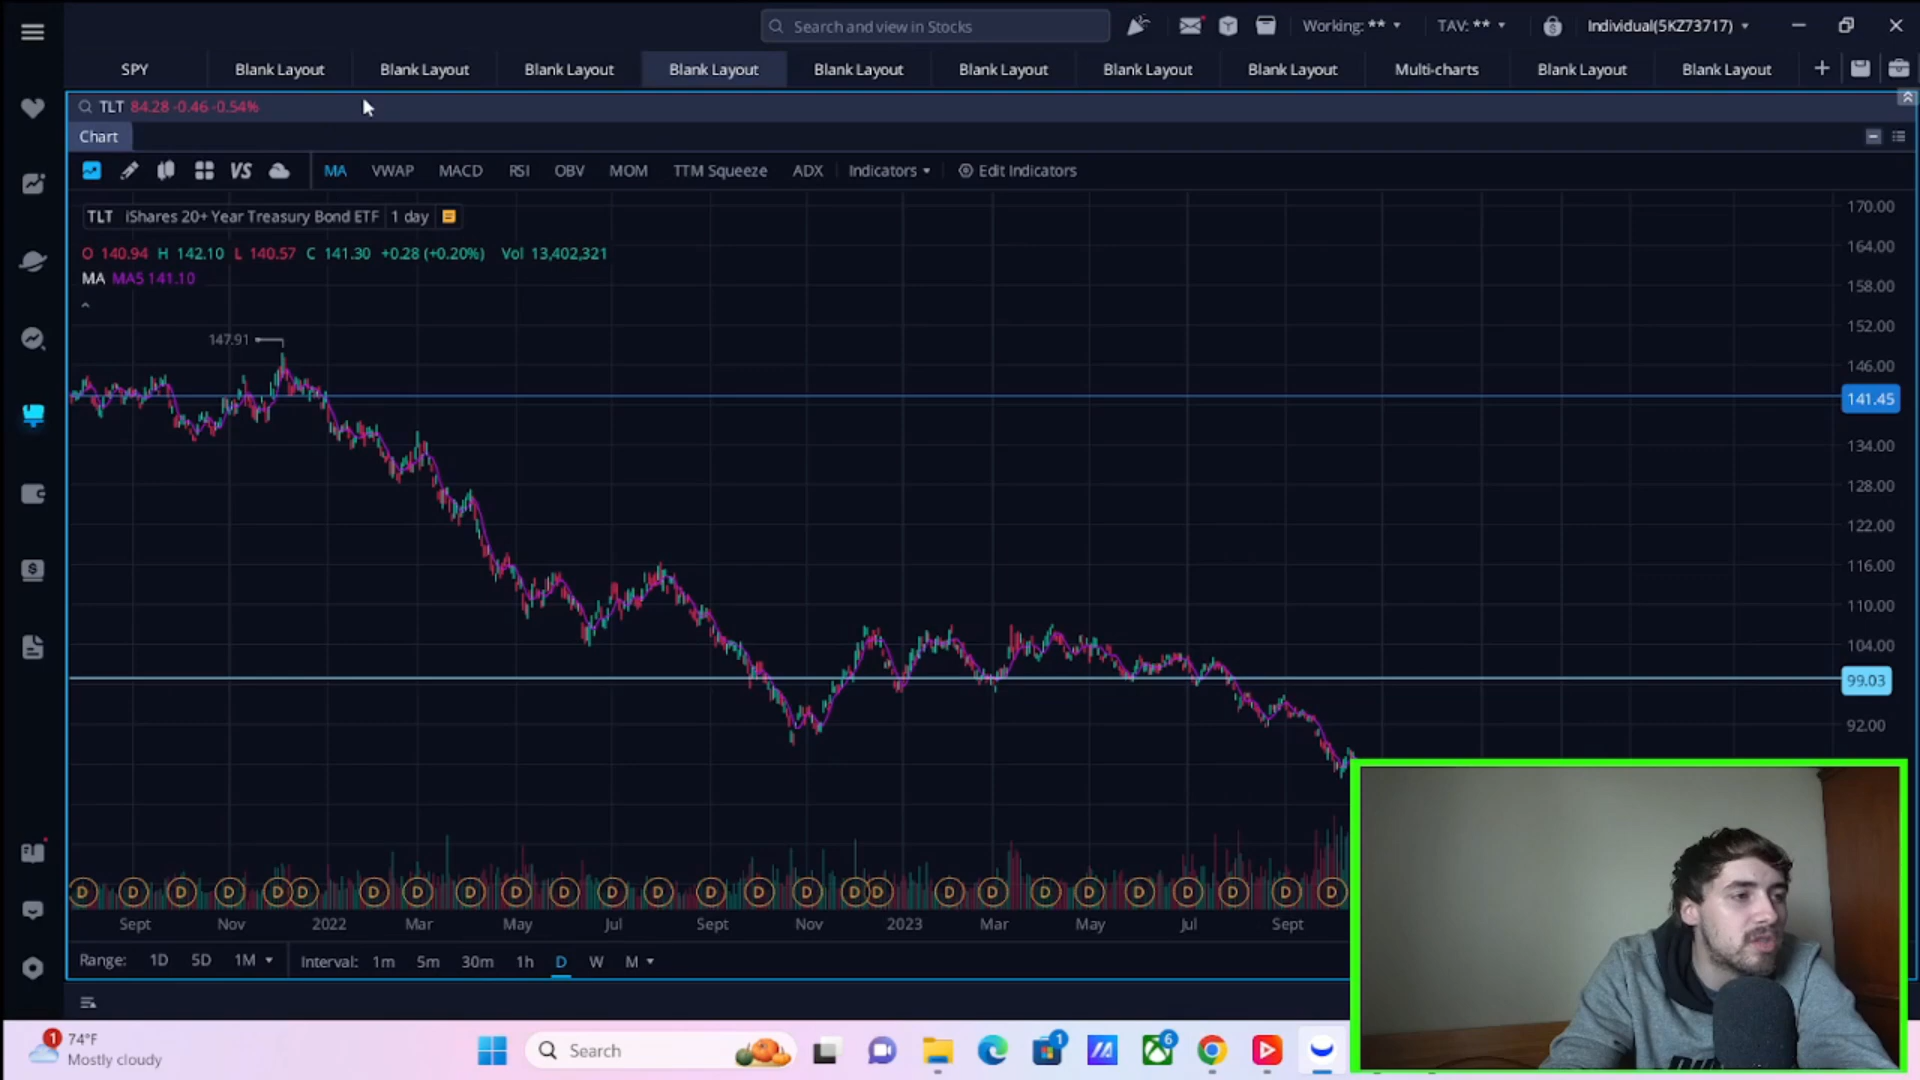 Search and view in Stocks
Working: **
TAV: **
Individual(5KZ73717)
SPY
Blank Layout
Blank Layout
Blank Layout
Blank Layout
Blank Layout
Blank Layout
Blank Layout
Blank Layout
Multi-charts
Blank Layout
Blank Layout
TLT 84.28 -0.46 -0.54%
Chart
VS
MA
VWAP
MACD
RSI
OBV
MOM
TTM Squeeze
ADX
Indicators
Edit Indicators
TLT iShares 20+ Year Treasury Bond ETF 1 day
O 140.94 H 142.10 L 140.57 C 141.30 +0.28 (+0.20%) Vol 13,402,321
MA MA5 141.10
147.91
170.00
164.00
158.00
152.00
146.00
141.45
134.00
128.00
122.00
116.00
110.00
104.00
99.03
92.00
D D D D D D D D D D D D D D D D D D D D D D D D D D D
Sept Nov 2022 Mar May Jul Sept Nov 2023 Mar May Jul Sept
Range: 1D 5D 1M
Interval: 1m 5m 30m 1h D W M
1
74°F
Mostly cloudy
Search
1
6